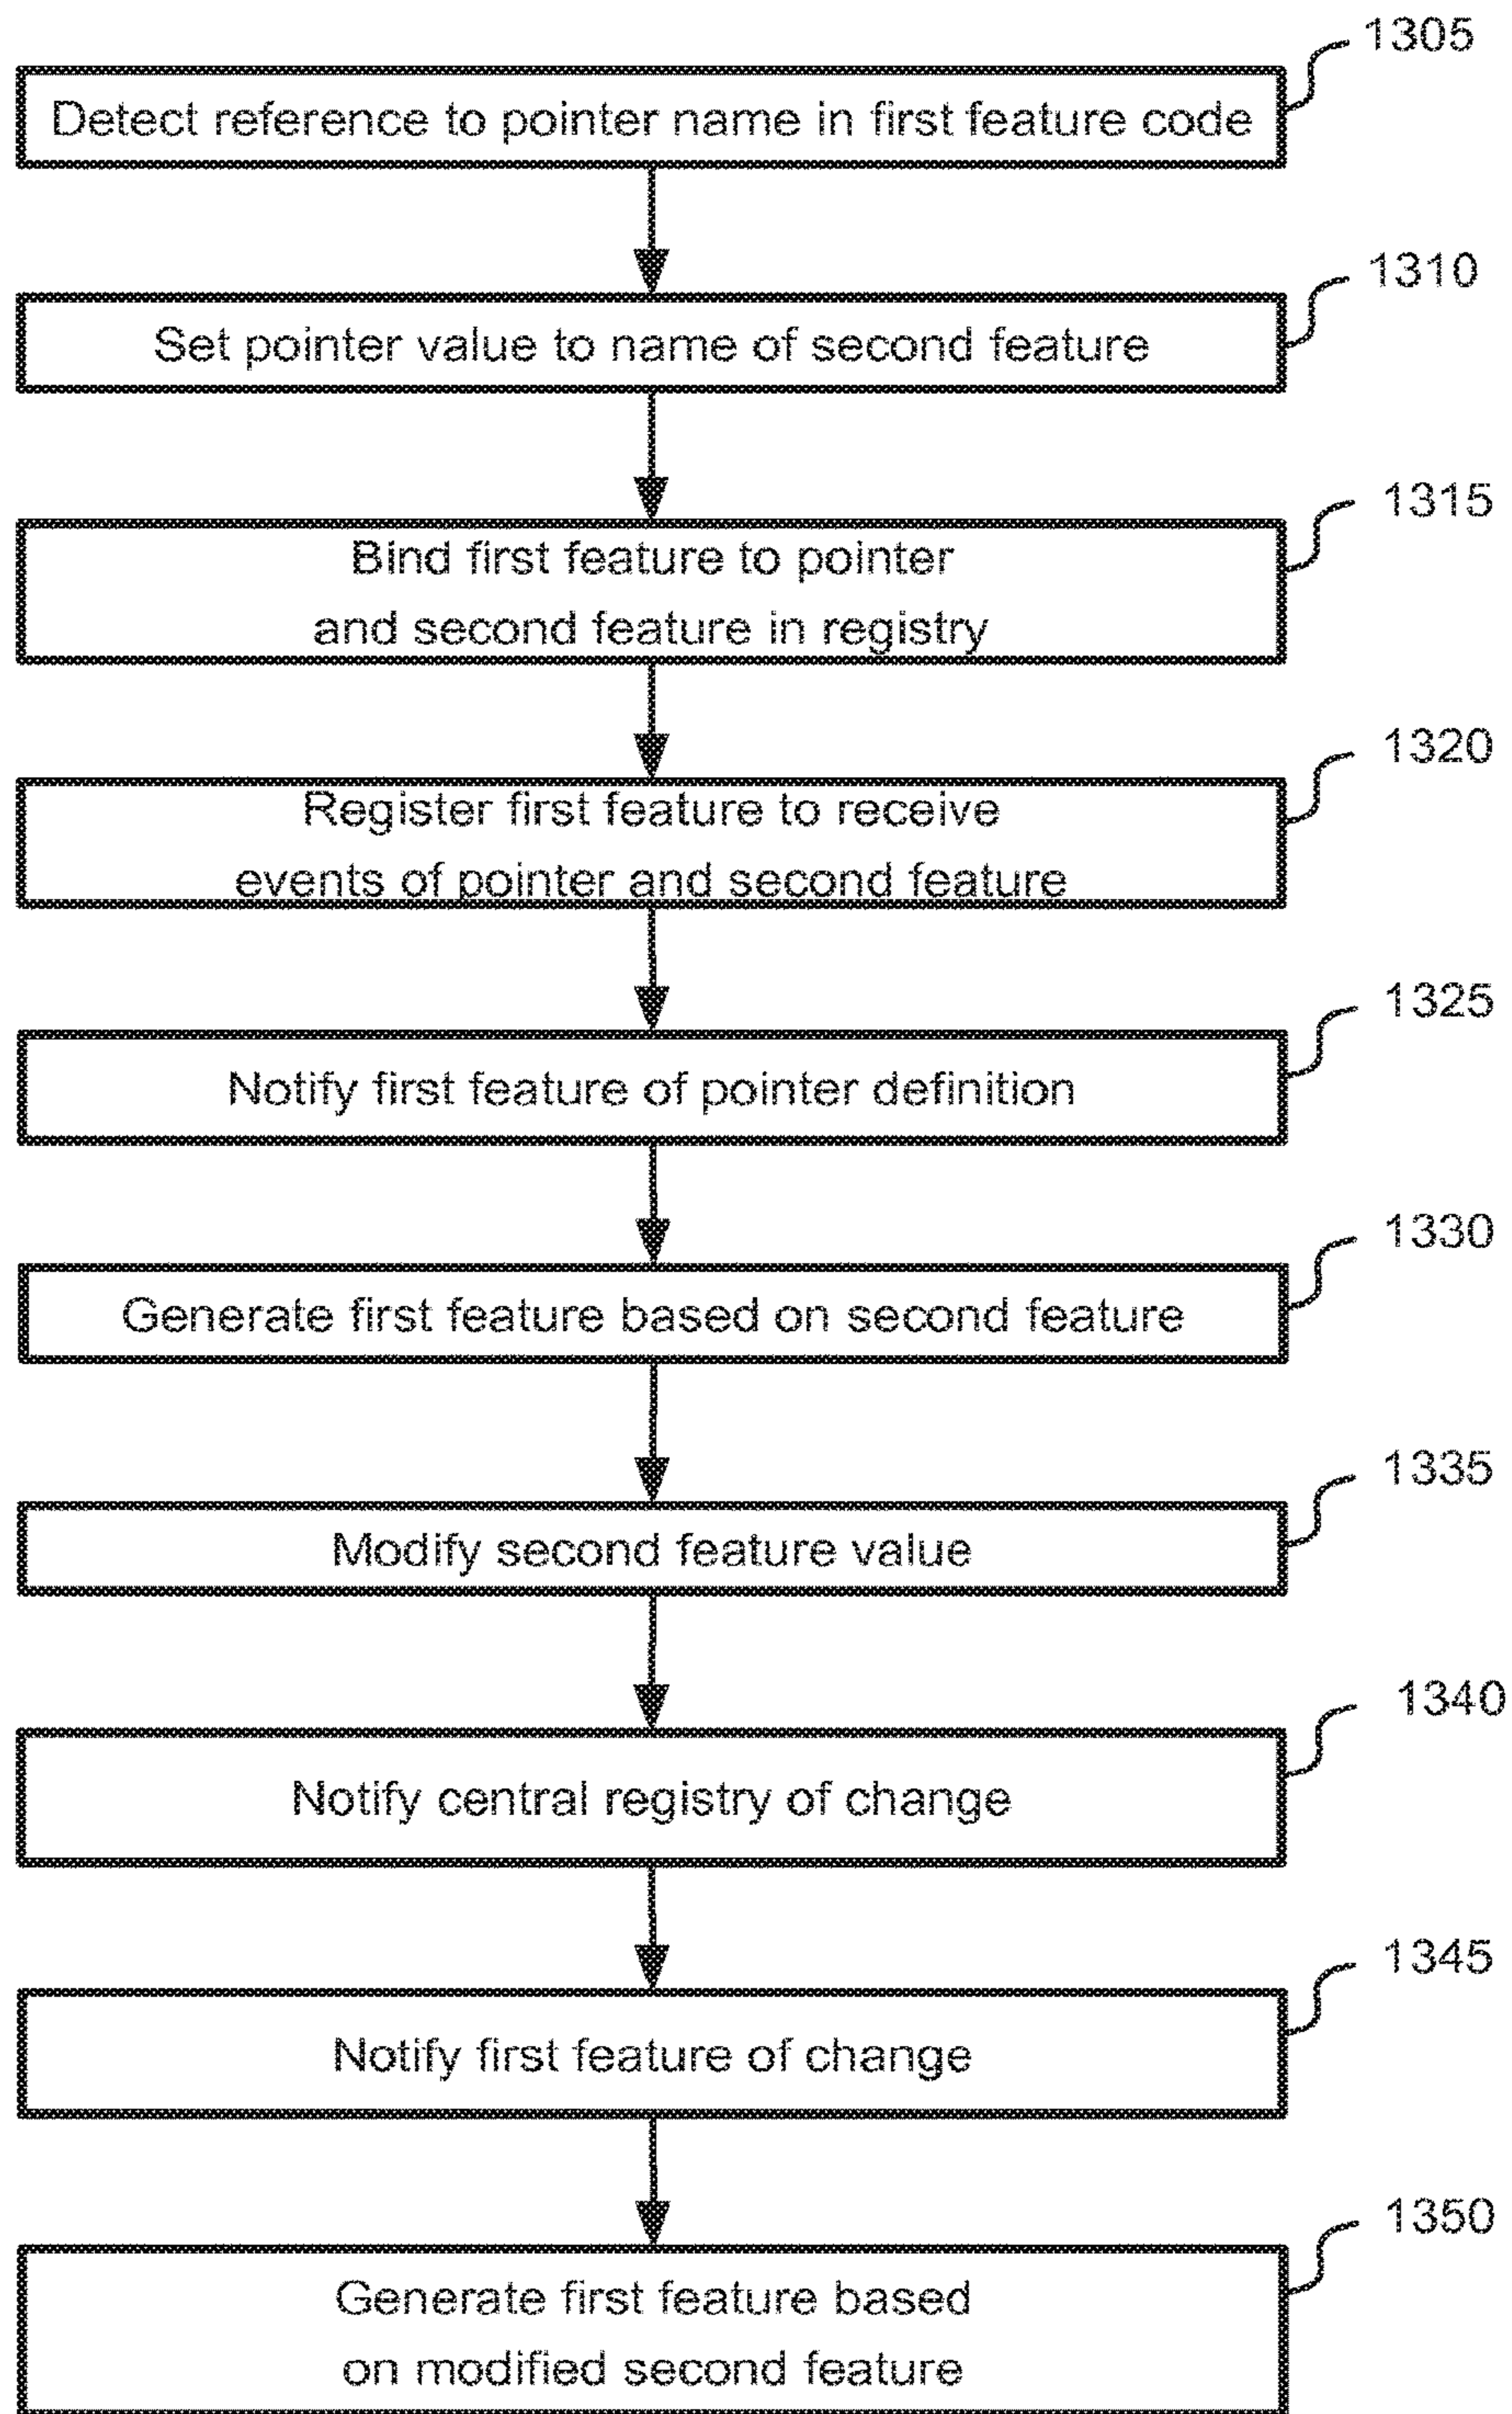 1305
Detect reference to pointer name in first feature code
1310
Set pointer value to name of second feature
1315
Bind first feature to pointer
and second feature in registry
1320
Register first feature to receive
events of pointer and second feature
1325
Notify first feature of pointer definition
1330
Generate first feature based on second feature
1335
Modify second feature value
1340
Notify central registry of change
1345
Notify first feature of change
1350
Generate first feature based
on modified second feature